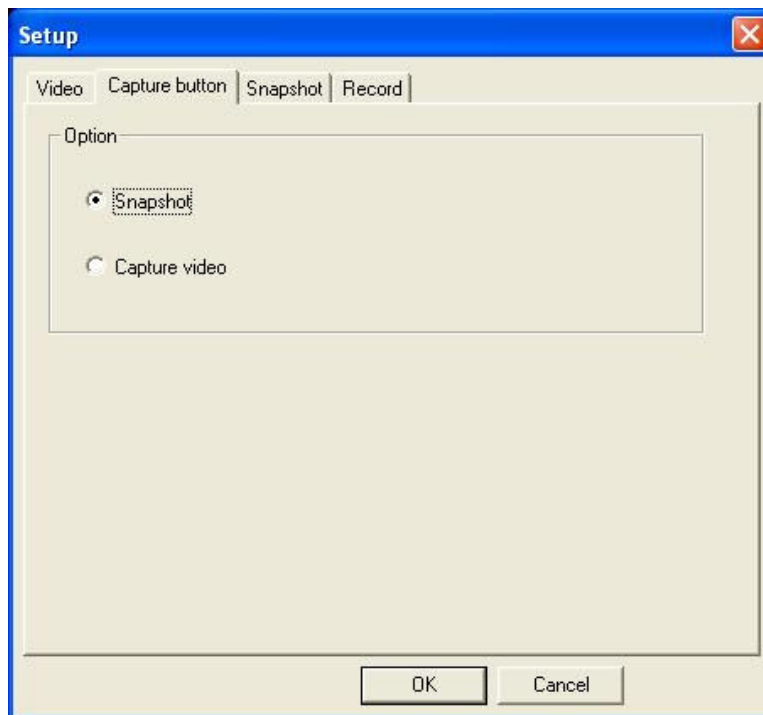 Setup
Video Capture button Snapshot Record
Option
Snapshot
Capture video
OK Cancel